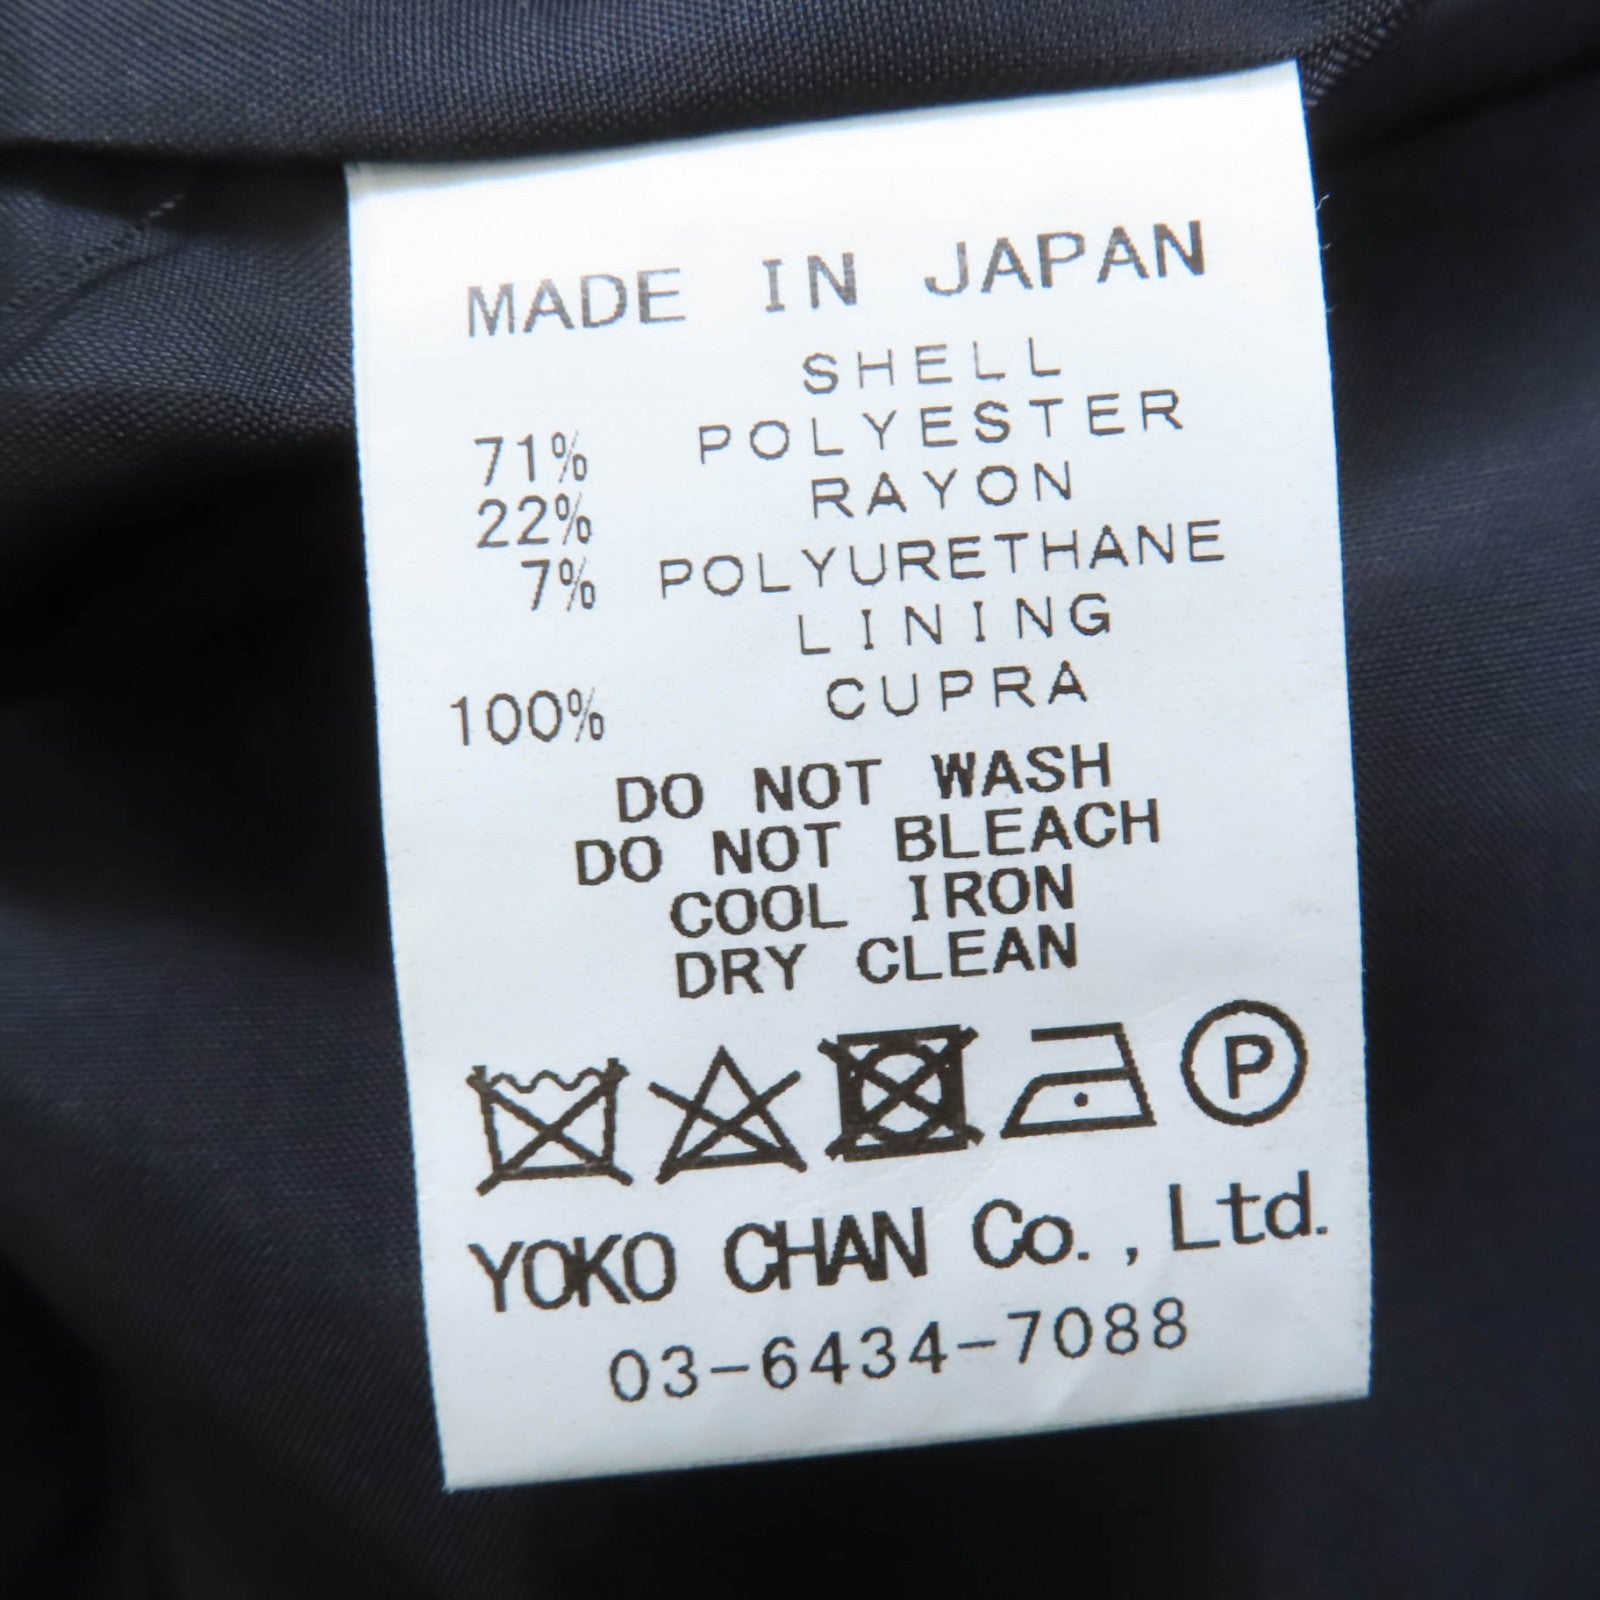 MADE IN JAPAN
SHELL
71% POLYESTER
22% RAYON
7% POLYURETHANE
LINING
100% CUPRA
DO NOT WASH
DO NOT BLEACH
COOL IRON
DRY CLEAN
P
YOKO CHAN Co., Ltd.
03-6434-7088